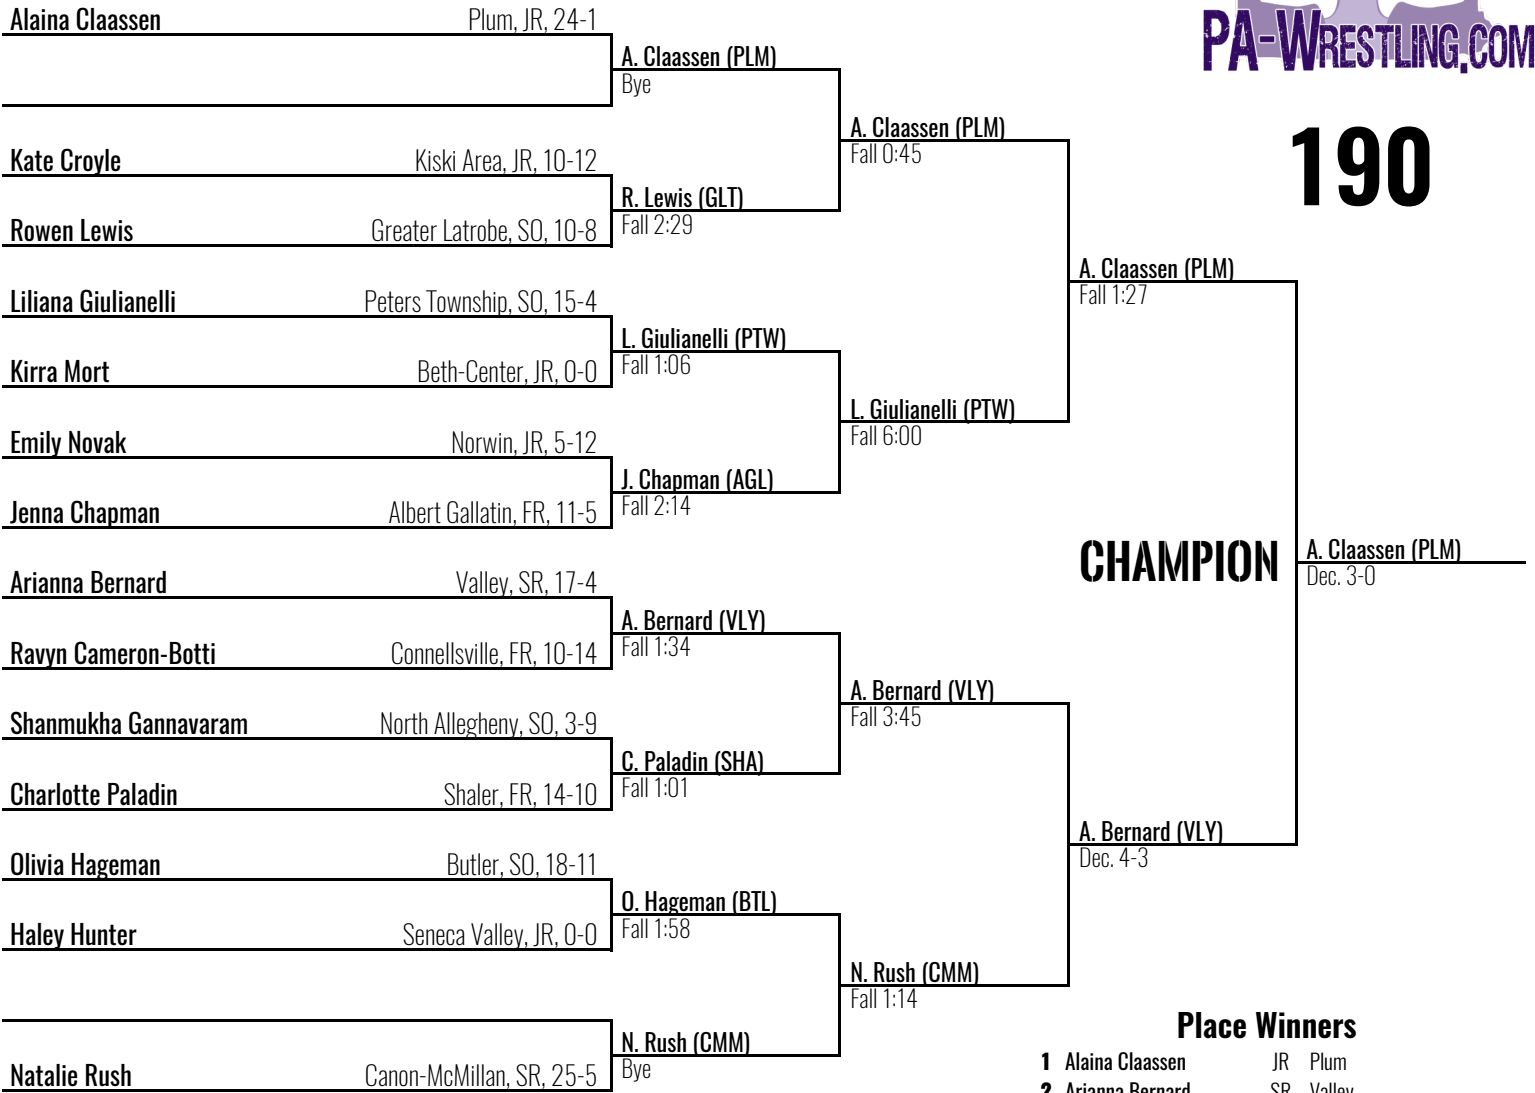 PA-WRESTLING.COM
190
Alaina Claassen Plum, JR, 24-1
A. Claassen (PLM)
Bye
A. Claassen (PLM)
Fall 0:45
Kate Croyle Kiski Area, JR, 10-12
R. Lewis (GLT)
Fall 2:29
Rowen Lewis Greater Latrobe, SO, 10-8
A. Claassen (PLM)
Fall 1:27
Liliana Giulianelli Peters Township, SO, 15-4
L. Giulianelli (PTW)
Fall 1:06
Kirra Mort Beth-Center, JR, 0-0
L. Giulianelli (PTW)
Fall 6:00
Emily Novak Norwin, JR, 5-12
J. Chapman (AGL)
Fall 2:14
Jenna Chapman Albert Gallatin, FR, 11-5
CHAMPION
A. Claassen (PLM)
Dec. 3-0
Arianna Bernard Valley, SR, 17-4
A. Bernard (VLY)
Fall 1:34
Ravyn Cameron-Botti Connellsville, FR, 10-14
A. Bernard (VLY)
Fall 3:45
Shanmukha Gannavaram North Allegheny, SO, 3-9
C. Paladin (SHA)
Fall 1:01
Charlotte Paladin Shaler, FR, 14-10
A. Bernard (VLY)
Dec. 4-3
Olivia Hageman Butler, SO, 18-11
O. Hageman (BTL)
Fall 1:58
Haley Hunter Seneca Valley, JR, 0-0
N. Rush (CMM)
Fall 1:14
N. Rush (CMM)
Bye
Natalie Rush Canon-McMillan, SR, 25-5
Place Winners
1 Alaina Claassen JR Plum
2 Arianna Bernard SR Valley